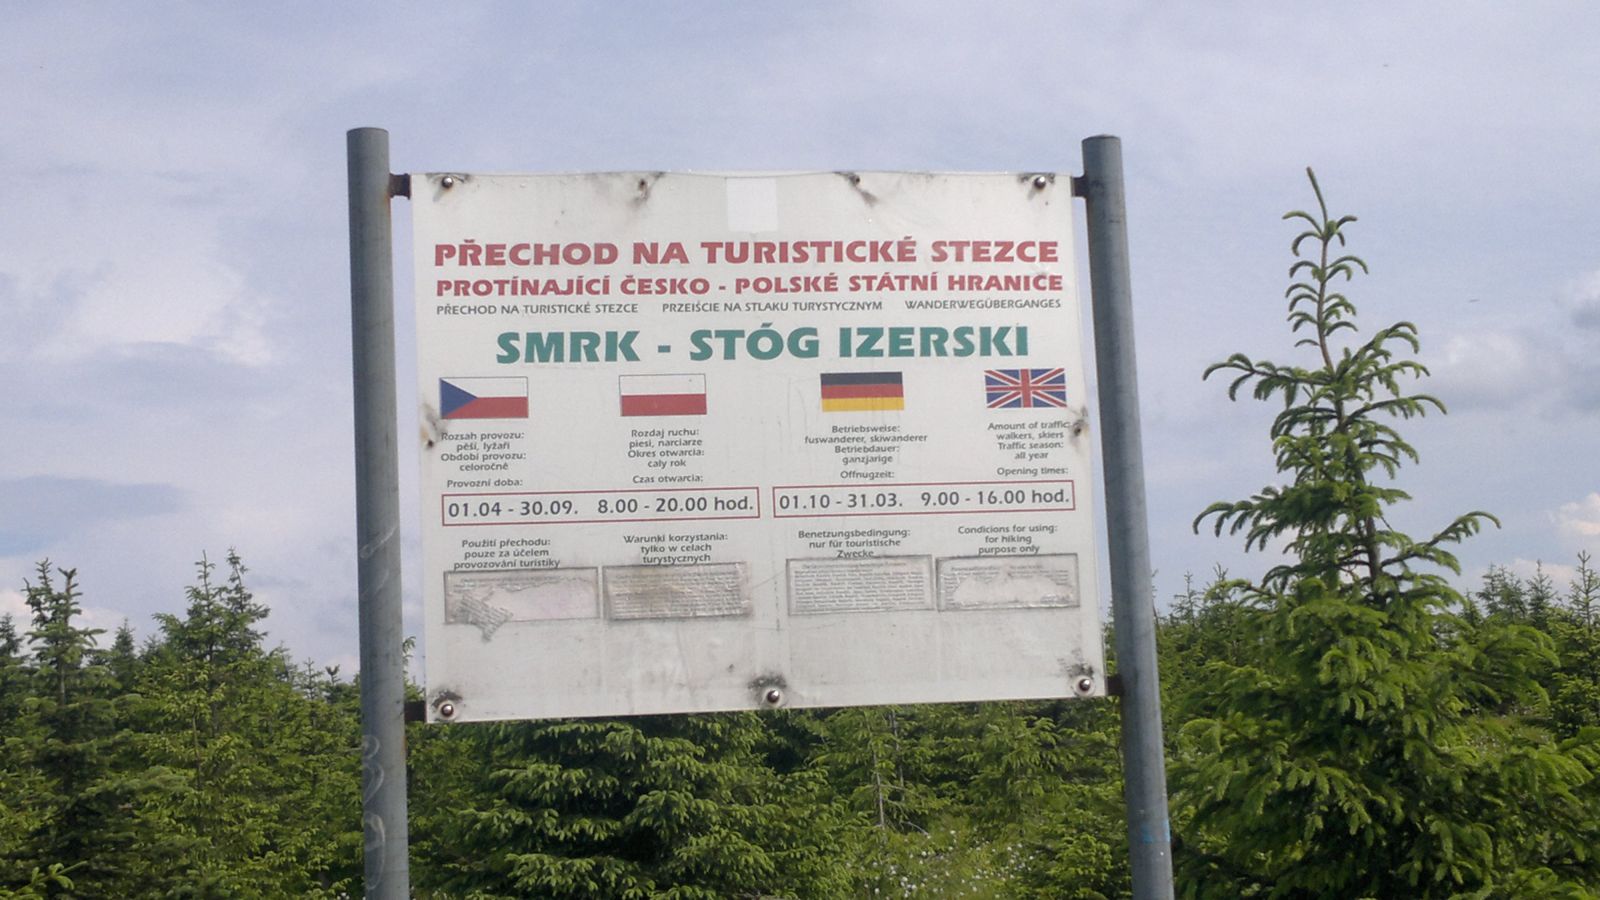 PŘECHOD NA TURISTICKÉ STEZCE
PROTÍNAJÍCÍ ČESKO - POLSKÉ STÁTNÍ HRANICE
PŘECHOD NA TURISTICKÉ STEZCE PRZEIŚCIE NA STLAKU TURYSTYCZNYM WANDERWEGÜBERGANGES
SMRK - STÓG IZERSKI
Rozsah provozu:
pěší, lyžaři
Období provozu:
celoročně
Provozní doba:
Rozdaj ruchu:
piesi, narciarze
Okres otwarcia:
caly rok
Czas otwarcia:
Betriebsweise:
fuswanderer, skiwanderer
Betriebdauer:
ganzjarige
Offnugzeit:
Amount of traffic:
walkers, skiers
Traffic season:
all year
Opening times:
01.04 - 30.09. 8.00 - 20.00 hod.
01.10 - 31.03. 9.00 - 16.00 hod.
Použití přechodu:
pouze za účelem
provozování turistiky
Warunki korzystania:
tylko w celach
turystycznych
Benetzungsbedingung:
nur für touristische
Zwecke
Condicions for using:
for hiking
purpose only